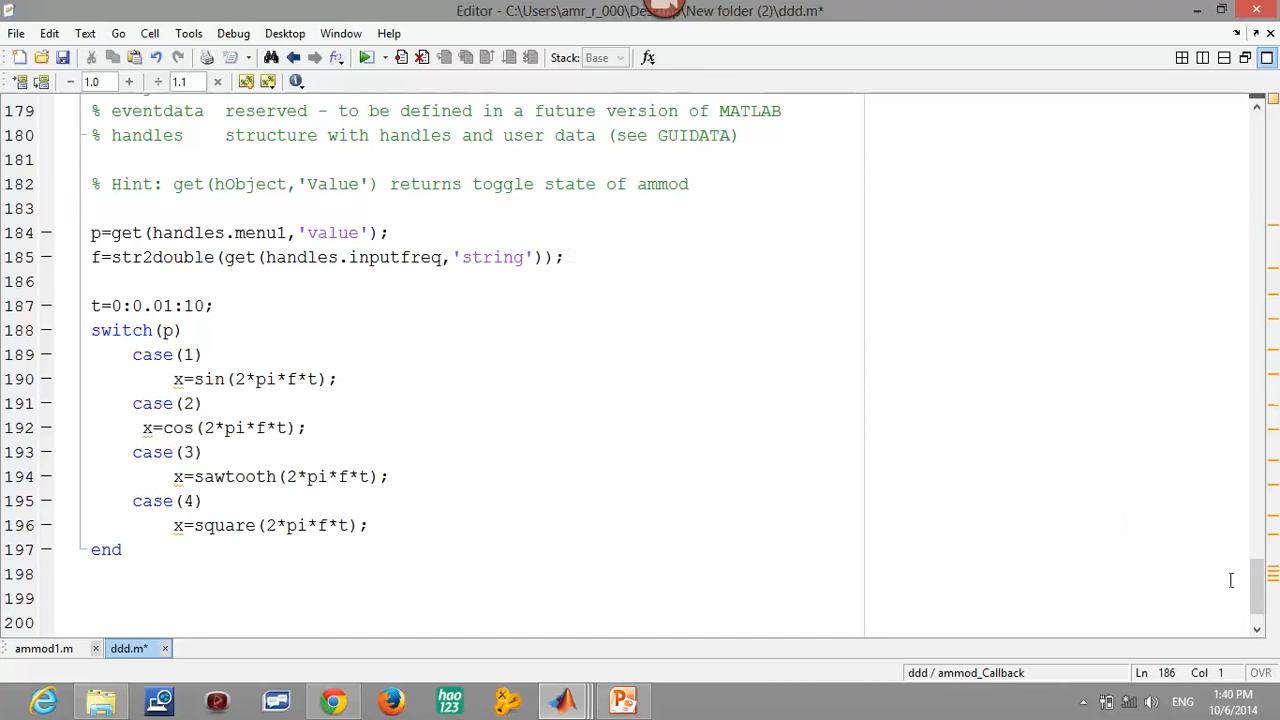 Editor - C:\Users\amr_r_000\Des p\New folder (2)\ddd.m*
File Edit Text Go Cell Tools Debug Desktop Window Help
Stack: Base fx
− 1.0 + ÷ 1.1 ×
179 % eventdata  reserved - to be defined in a future version of MATLAB
180 % handles    structure with handles and user data (see GUIDATA)
181
182 % Hint: get(hObject,'Value') returns toggle state of ammod
183
184 p=get(handles.menu1,'value');
185 f=str2double(get(handles.inputfreq,'string'));
186
187 t=0:0.01:10;
188 switch(p)
189 case(1)
190 x=sin(2*pi*f*t);
191 case(2)
192 x=cos(2*pi*f*t);
193 case(3)
194 x=sawtooth(2*pi*f*t);
195 case(4)
196 x=square(2*pi*f*t);
197 end
198
199
200
ammod1.m × ddd.m* ×
ddd / ammod_Callback Ln 186 Col 1 OVR
hao
123
ENG
1:40 PM
10/6/2014